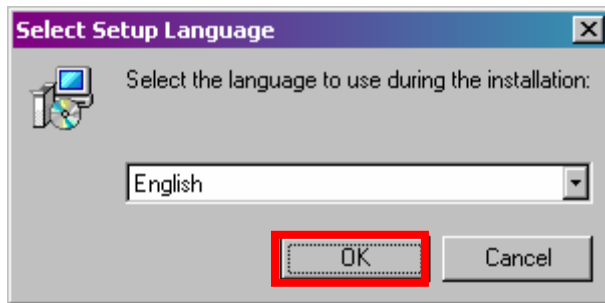 Select Setup Language
Select the language to use during the installation:
English
OK
Cancel